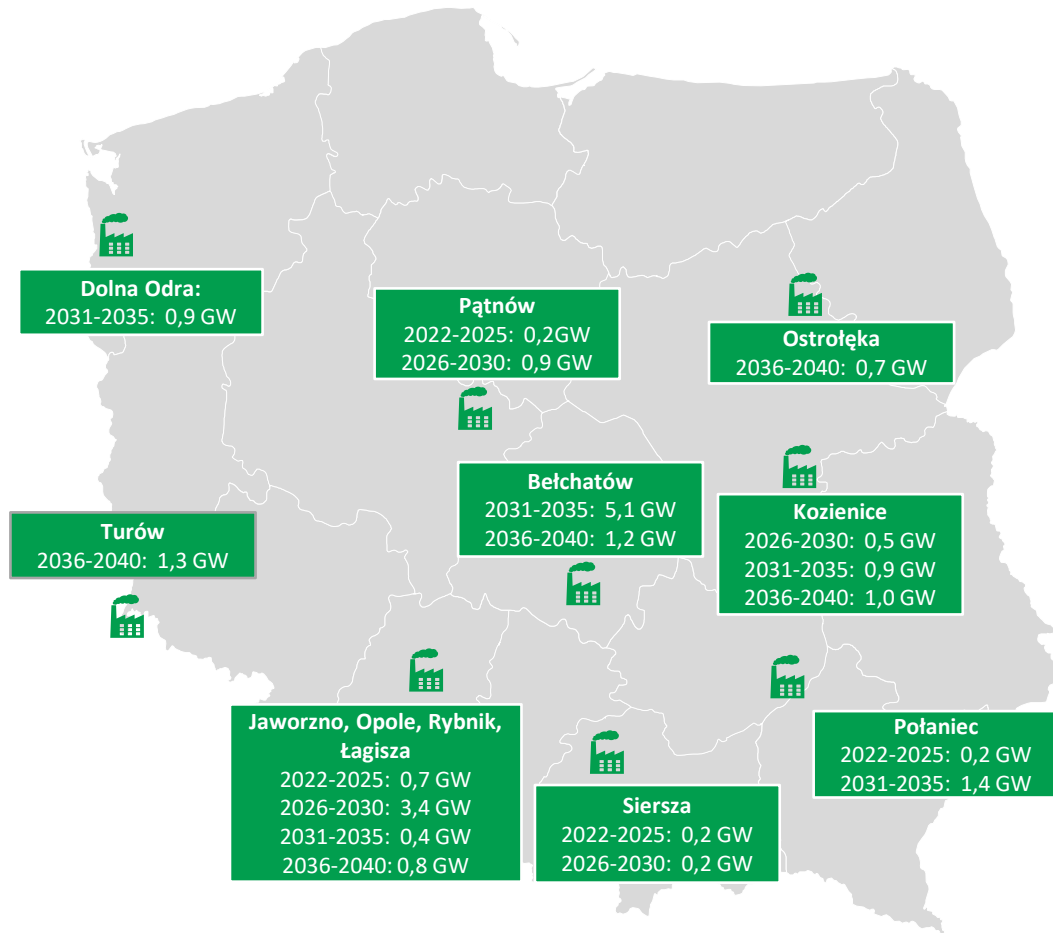 Dolna Odra:
2031-2035: 0,9 GW
Pątnów
2022-2025: 0,2GW
2026-2030: 0,9 GW
Ostrołęka
2036-2040: 0,7 GW
Bełchatów
2031-2035: 5,1 GW
2036-2040: 1,2 GW
Kozienice
2026-2030: 0,5 GW
2031-2035: 0,9 GW
2036-2040: 1,0 GW
Turów
2036-2040: 1,3 GW
Jaworzno, Opole, Rybnik,
Łagisza
2022-2025: 0,7 GW
2026-2030: 3,4 GW
2031-2035: 0,4 GW
2036-2040: 0,8 GW
Siersza
2022-2025: 0,2 GW
2026-2030: 0,2 GW
Połaniec
2022-2025: 0,2 GW
2031-2035: 1,4 GW